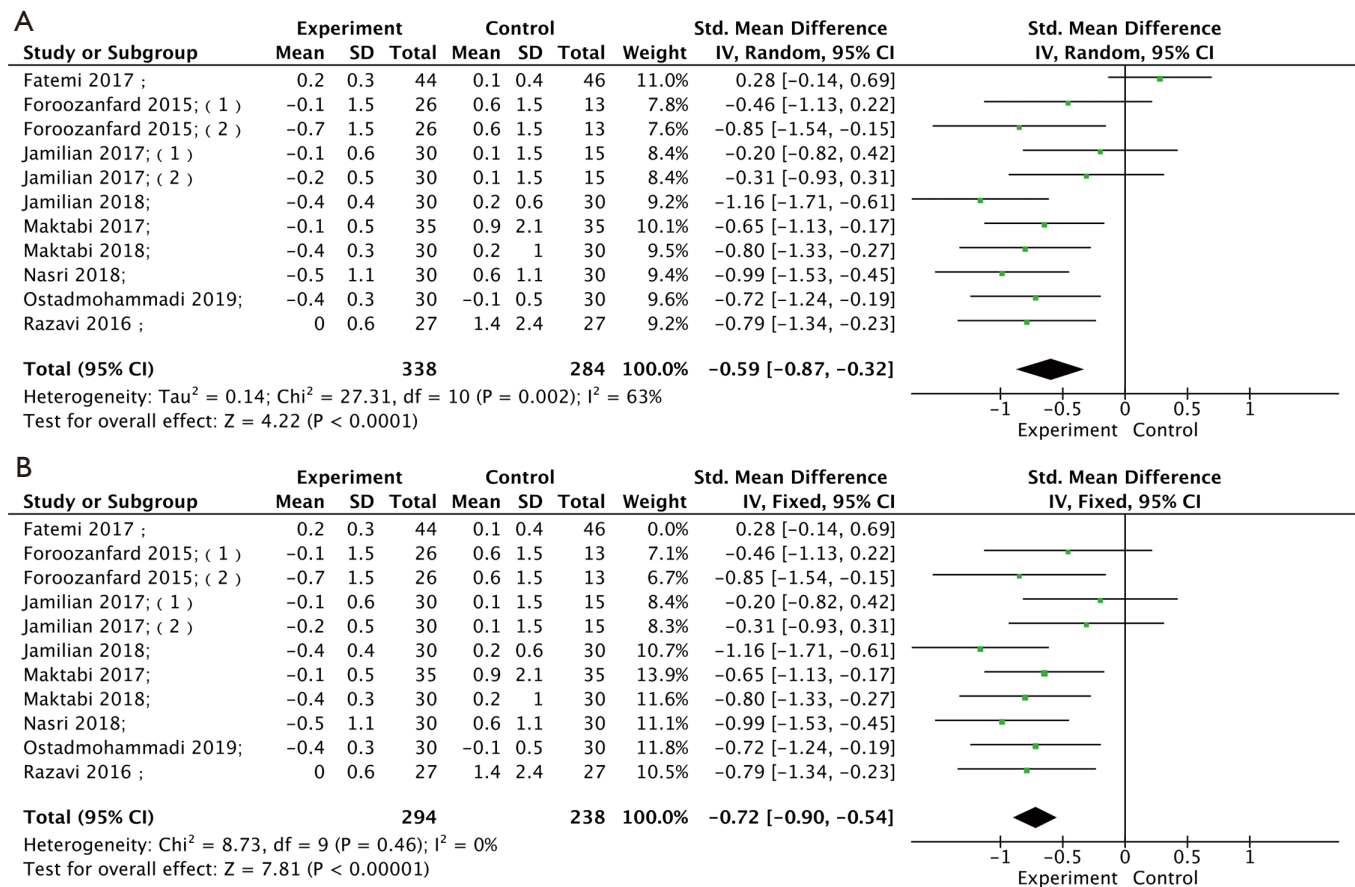 A
Experiment Control Std. Mean Difference Std. Mean Difference
Study or Subgroup Mean SD Total Mean SD Total Weight IV, Random, 95% CI IV, Random, 95% CI
Fatemi 2017 ; 0.2 0.3 44 0.1 0.4 46 11.0% 0.28 [−0.14, 0.69]
Foroozanfard 2015; ( 1 ) −0.1 1.5 26 0.6 1.5 13 7.8% −0.46 [−1.13, 0.22]
Foroozanfard 2015; ( 2 ) −0.7 1.5 26 0.6 1.5 13 7.6% −0.85 [−1.54, −0.15]
Jamilian 2017; ( 1 ) −0.1 0.6 30 0.1 1.5 15 8.4% −0.20 [−0.82, 0.42]
Jamilian 2017; ( 2 ) −0.2 0.5 30 0.1 1.5 15 8.4% −0.31 [−0.93, 0.31]
Jamilian 2018; −0.4 0.4 30 0.2 0.6 30 9.2% −1.16 [−1.71, −0.61]
Maktabi 2017; −0.1 0.5 35 0.9 2.1 35 10.1% −0.65 [−1.13, −0.17]
Maktabi 2018; −0.4 0.3 30 0.2 1 30 9.5% −0.80 [−1.33, −0.27]
Nasri 2018; −0.5 1.1 30 0.6 1.1 30 9.4% −0.99 [−1.53, −0.45]
Ostadmohammadi 2019; −0.4 0.3 30 −0.1 0.5 30 9.6% −0.72 [−1.24, −0.19]
Razavi 2016 ; 0 0.6 27 1.4 2.4 27 9.2% −0.79 [−1.34, −0.23]
Total (95% CI) 338 284 100.0% −0.59 [−0.87, −0.32]
Heterogeneity: Tau² = 0.14; Chi² = 27.31, df = 10 (P = 0.002); I² = 63%
Test for overall effect: Z = 4.22 (P < 0.0001)
−1 −0.5 0 0.5 1
Experiment Control
B
Experiment Control Std. Mean Difference Std. Mean Difference
Study or Subgroup Mean SD Total Mean SD Total Weight IV, Fixed, 95% CI IV, Fixed, 95% CI
Fatemi 2017 ; 0.2 0.3 44 0.1 0.4 46 0.0% 0.28 [−0.14, 0.69]
Foroozanfard 2015; ( 1 ) −0.1 1.5 26 0.6 1.5 13 7.1% −0.46 [−1.13, 0.22]
Foroozanfard 2015; ( 2 ) −0.7 1.5 26 0.6 1.5 13 6.7% −0.85 [−1.54, −0.15]
Jamilian 2017; ( 1 ) −0.1 0.6 30 0.1 1.5 15 8.4% −0.20 [−0.82, 0.42]
Jamilian 2017; ( 2 ) −0.2 0.5 30 0.1 1.5 15 8.3% −0.31 [−0.93, 0.31]
Jamilian 2018; −0.4 0.4 30 0.2 0.6 30 10.7% −1.16 [−1.71, −0.61]
Maktabi 2017; −0.1 0.5 35 0.9 2.1 35 13.9% −0.65 [−1.13, −0.17]
Maktabi 2018; −0.4 0.3 30 0.2 1 30 11.6% −0.80 [−1.33, −0.27]
Nasri 2018; −0.5 1.1 30 0.6 1.1 30 11.1% −0.99 [−1.53, −0.45]
Ostadmohammadi 2019; −0.4 0.3 30 −0.1 0.5 30 11.8% −0.72 [−1.24, −0.19]
Razavi 2016 ; 0 0.6 27 1.4 2.4 27 10.5% −0.79 [−1.34, −0.23]
Total (95% CI) 294 238 100.0% −0.72 [−0.90, −0.54]
Heterogeneity: Chi² = 8.73, df = 9 (P = 0.46); I² = 0%
Test for overall effect: Z = 7.81 (P < 0.00001)
−1 −0.5 0 0.5 1
Experiment Control